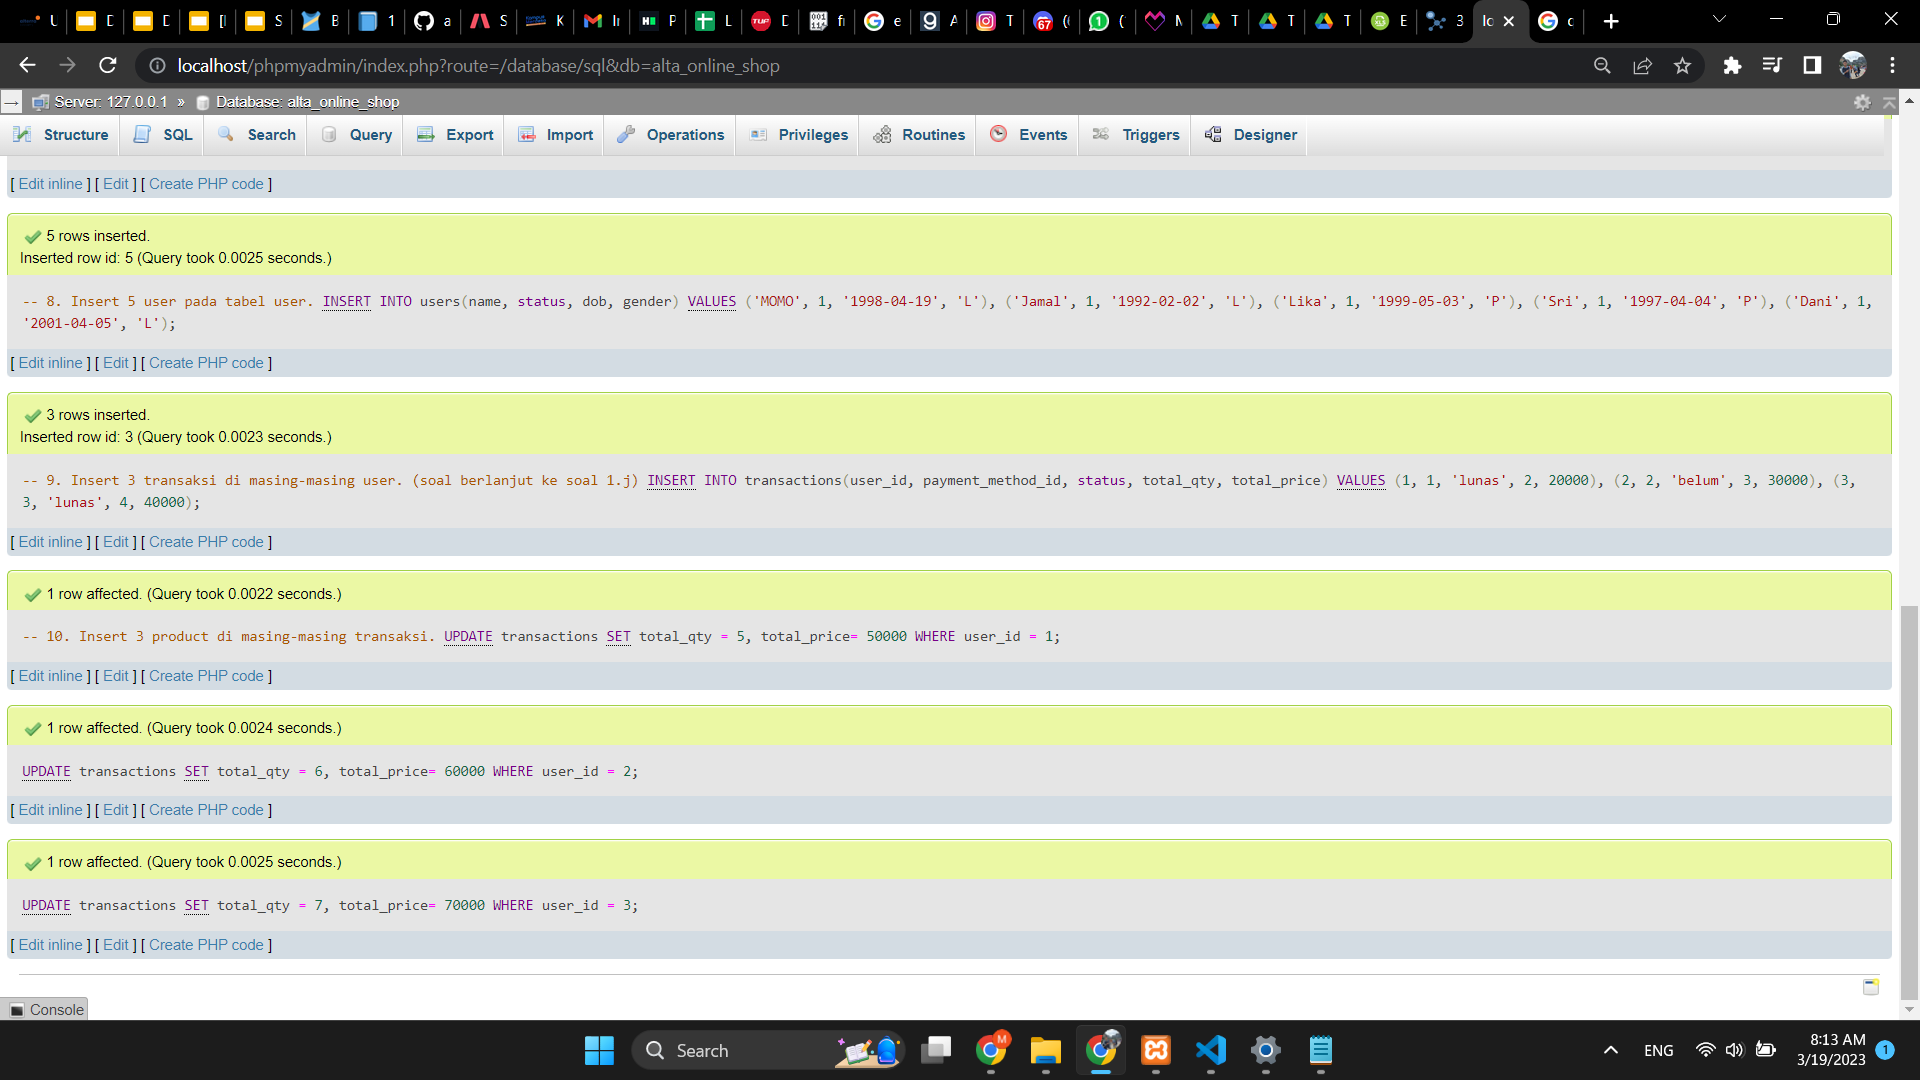 localhost/phpmyadmin/index.php?route=/database/sql&db=alta_online_shop
Server: 127.0.0.1 » Database: alta_online_shop
Structure SQL Search Query Export Import Operations Privileges Routines Events Triggers Designer
[ Edit inline ] [ Edit ] [ Create PHP code ]
5 rows inserted.
Inserted row id: 5 (Query took 0.0025 seconds.)
-- 8. Insert 5 user pada tabel user. INSERT INTO users(name, status, dob, gender) VALUES ('MOMO', 1, '1998-04-19', 'L'), ('Jamal', 1, '1992-02-02', 'L'), ('Lika', 1, '1999-05-03', 'P'), ('Sri', 1, '1997-04-04', 'P'), ('Dani', 1,
'2001-04-05', 'L');
[ Edit inline ] [ Edit ] [ Create PHP code ]
3 rows inserted.
Inserted row id: 3 (Query took 0.0023 seconds.)
-- 9. Insert 3 transaksi di masing-masing user. (soal berlanjut ke soal 1.j) INSERT INTO transactions(user_id, payment_method_id, status, total_qty, total_price) VALUES (1, 1, 'lunas', 2, 20000), (2, 2, 'belum', 3, 30000), (3,
3, 'lunas', 4, 40000);
[ Edit inline ] [ Edit ] [ Create PHP code ]
1 row affected. (Query took 0.0022 seconds.)
-- 10. Insert 3 product di masing-masing transaksi. UPDATE transactions SET total_qty = 5, total_price= 50000 WHERE user_id = 1;
[ Edit inline ] [ Edit ] [ Create PHP code ]
1 row affected. (Query took 0.0024 seconds.)
UPDATE transactions SET total_qty = 6, total_price= 60000 WHERE user_id = 2;
[ Edit inline ] [ Edit ] [ Create PHP code ]
1 row affected. (Query took 0.0025 seconds.)
UPDATE transactions SET total_qty = 7, total_price= 70000 WHERE user_id = 3;
[ Edit inline ] [ Edit ] [ Create PHP code ]
Console
Search
ENG
8:13 AM
3/19/2023
1